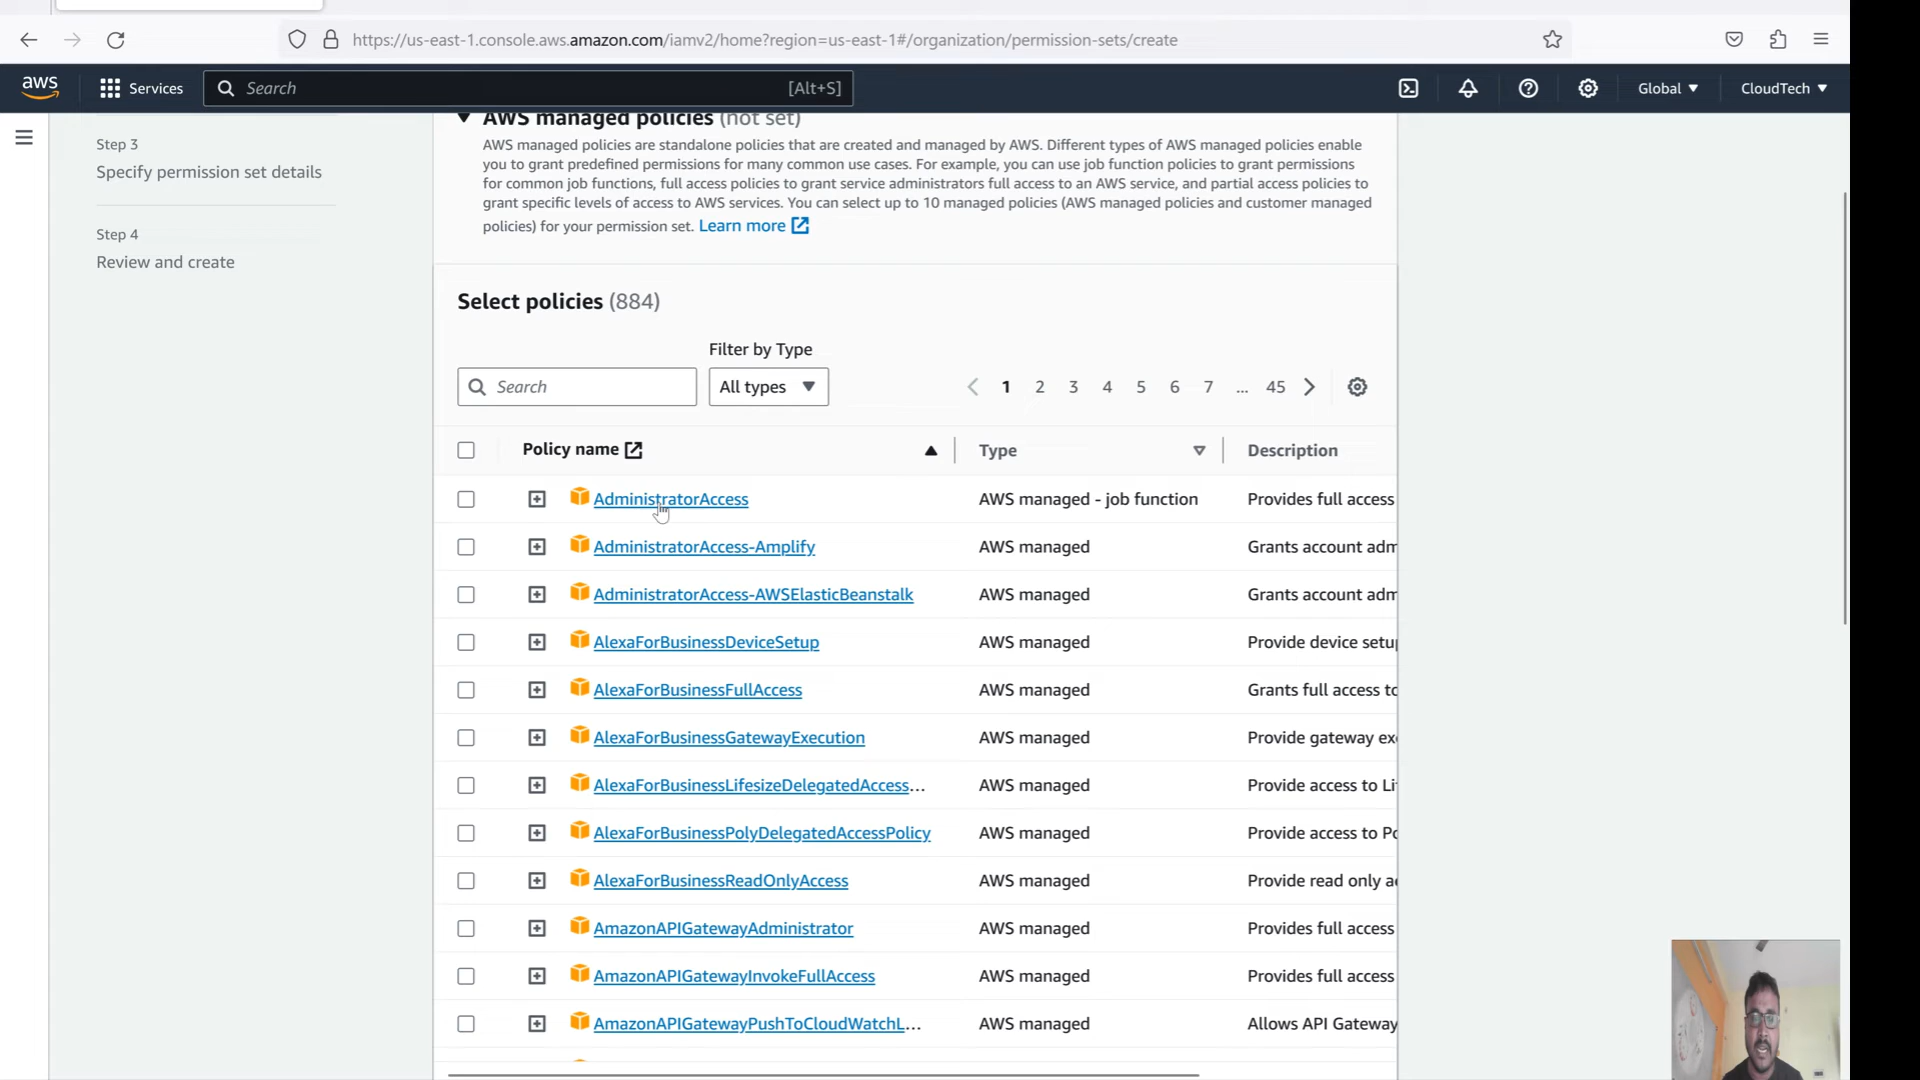 https://us-east-1.console.aws.amazon.com/iamv2/home?region=us-east-1#/organization/permission-sets/create
aws Services Search [Alt+S] Global CloudTech
Step 3
Specify permission set details
Step 4
Review and create
AWS managed policies (not set)
AWS managed policies are standalone policies that are created and managed by AWS. Different types of AWS managed policies enable
you to grant predefined permissions for many common use cases. For example, you can use job function policies to grant permissions
for common job functions, full access policies to grant service administrators full access to an AWS service, and partial access policies to
grant specific levels of access to AWS services. You can select up to 10 managed policies (AWS managed policies and customer managed
policies) for your permission set. Learn more
Select policies (884)
Filter by Type
Search All types 1 2 3 4 5 6 7 ... 45
Policy name Type Description
AdministratorAccess AWS managed - job function Provides full access
AdministratorAccess-Amplify AWS managed Grants account adm
AdministratorAccess-AWSElasticBeanstalk AWS managed Grants account adm
AlexaForBusinessDeviceSetup AWS managed Provide device setu
AlexaForBusinessFullAccess AWS managed Grants full access to
AlexaForBusinessGatewayExecution AWS managed Provide gateway exe
AlexaForBusinessLifesizeDelegatedAccess... AWS managed Provide access to Li
AlexaForBusinessPolyDelegatedAccessPolicy AWS managed Provide access to Po
AlexaForBusinessReadOnlyAccess AWS managed Provide read only a
AmazonAPIGatewayAdministrator AWS managed Provides full access
AmazonAPIGatewayInvokeFullAccess AWS managed Provides full access
AmazonAPIGatewayPushToCloudWatchL... AWS managed Allows API Gateway